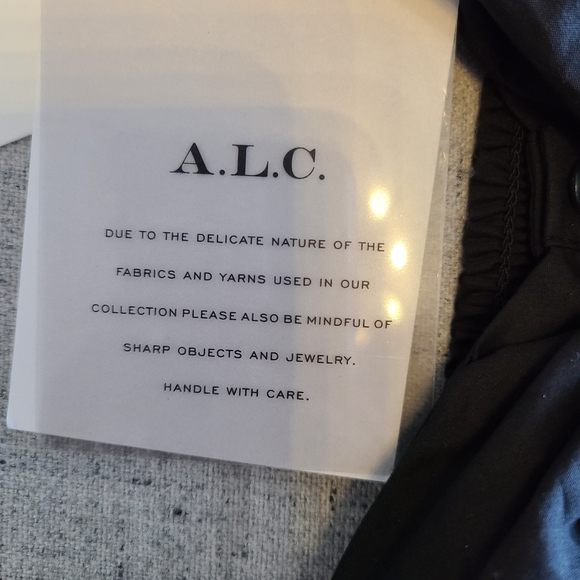 A.L.C.
DUE TO THE DELICATE NATURE OF THE
FABRICS AND YARNS USED IN OUR
COLLECTION PLEASE ALSO BE MINDFUL OF
SHARP OBJECTS AND JEWELRY.
HANDLE WITH CARE.